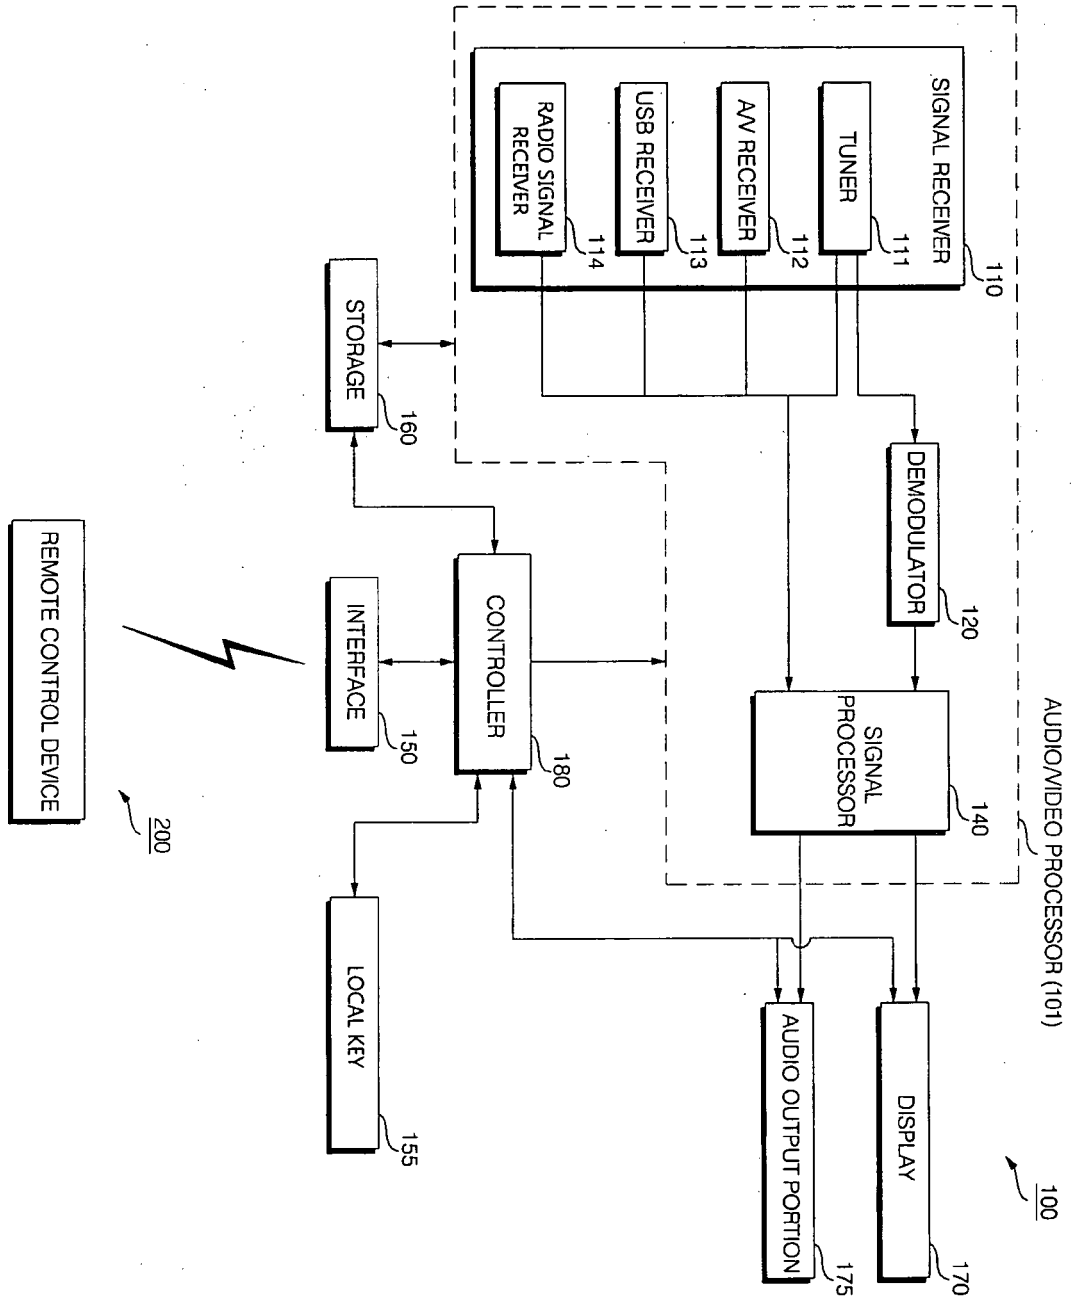 100
AUDIO/VIDEO PROCESSOR (101)
SIGNAL RECEIVER
110
TUNER
111
A/V RECEIVER
112
USB RECEIVER
113
RADIO SIGNAL
RECEIVER
114
DEMODULATOR
120
SIGNAL
PROCESSOR
140
DISPLAY
170
AUDIO OUTPUT PORTION
175
CONTROLLER
180
STORAGE
160
INTERFACE
150
LOCAL KEY
155
200
REMOTE CONTROL DEVICE